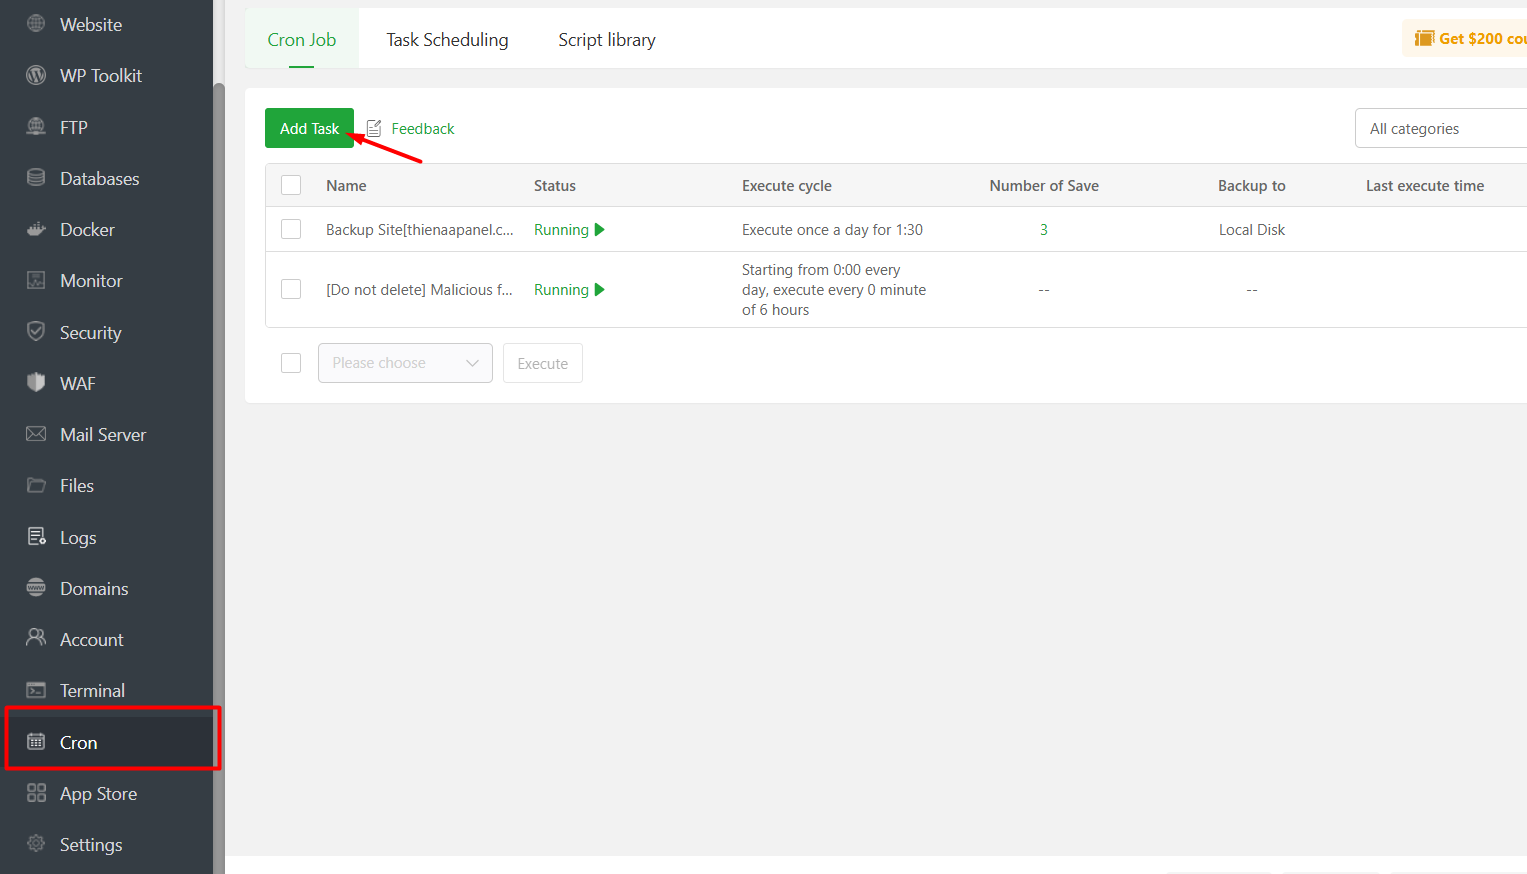 Website
WP Toolkit
FTP
Databases
Docker
Monitor
Security
WAF
Mail Server
Files
Logs
Domains
Account
Terminal
Cron
App Store
Settings
Cron Job Task Scheduling Script library
Get $200 cou
Add Task Feedback
All categories
Name Status Execute cycle Number of Save Backup to Last execute time
Backup Site[thienaapanel.c... Running Execute once a day for 1:30 3 Local Disk
[Do not delete] Malicious f... Running Starting from 0:00 every
day, execute every 0 minute
of 6 hours
-- --
Please choose Execute